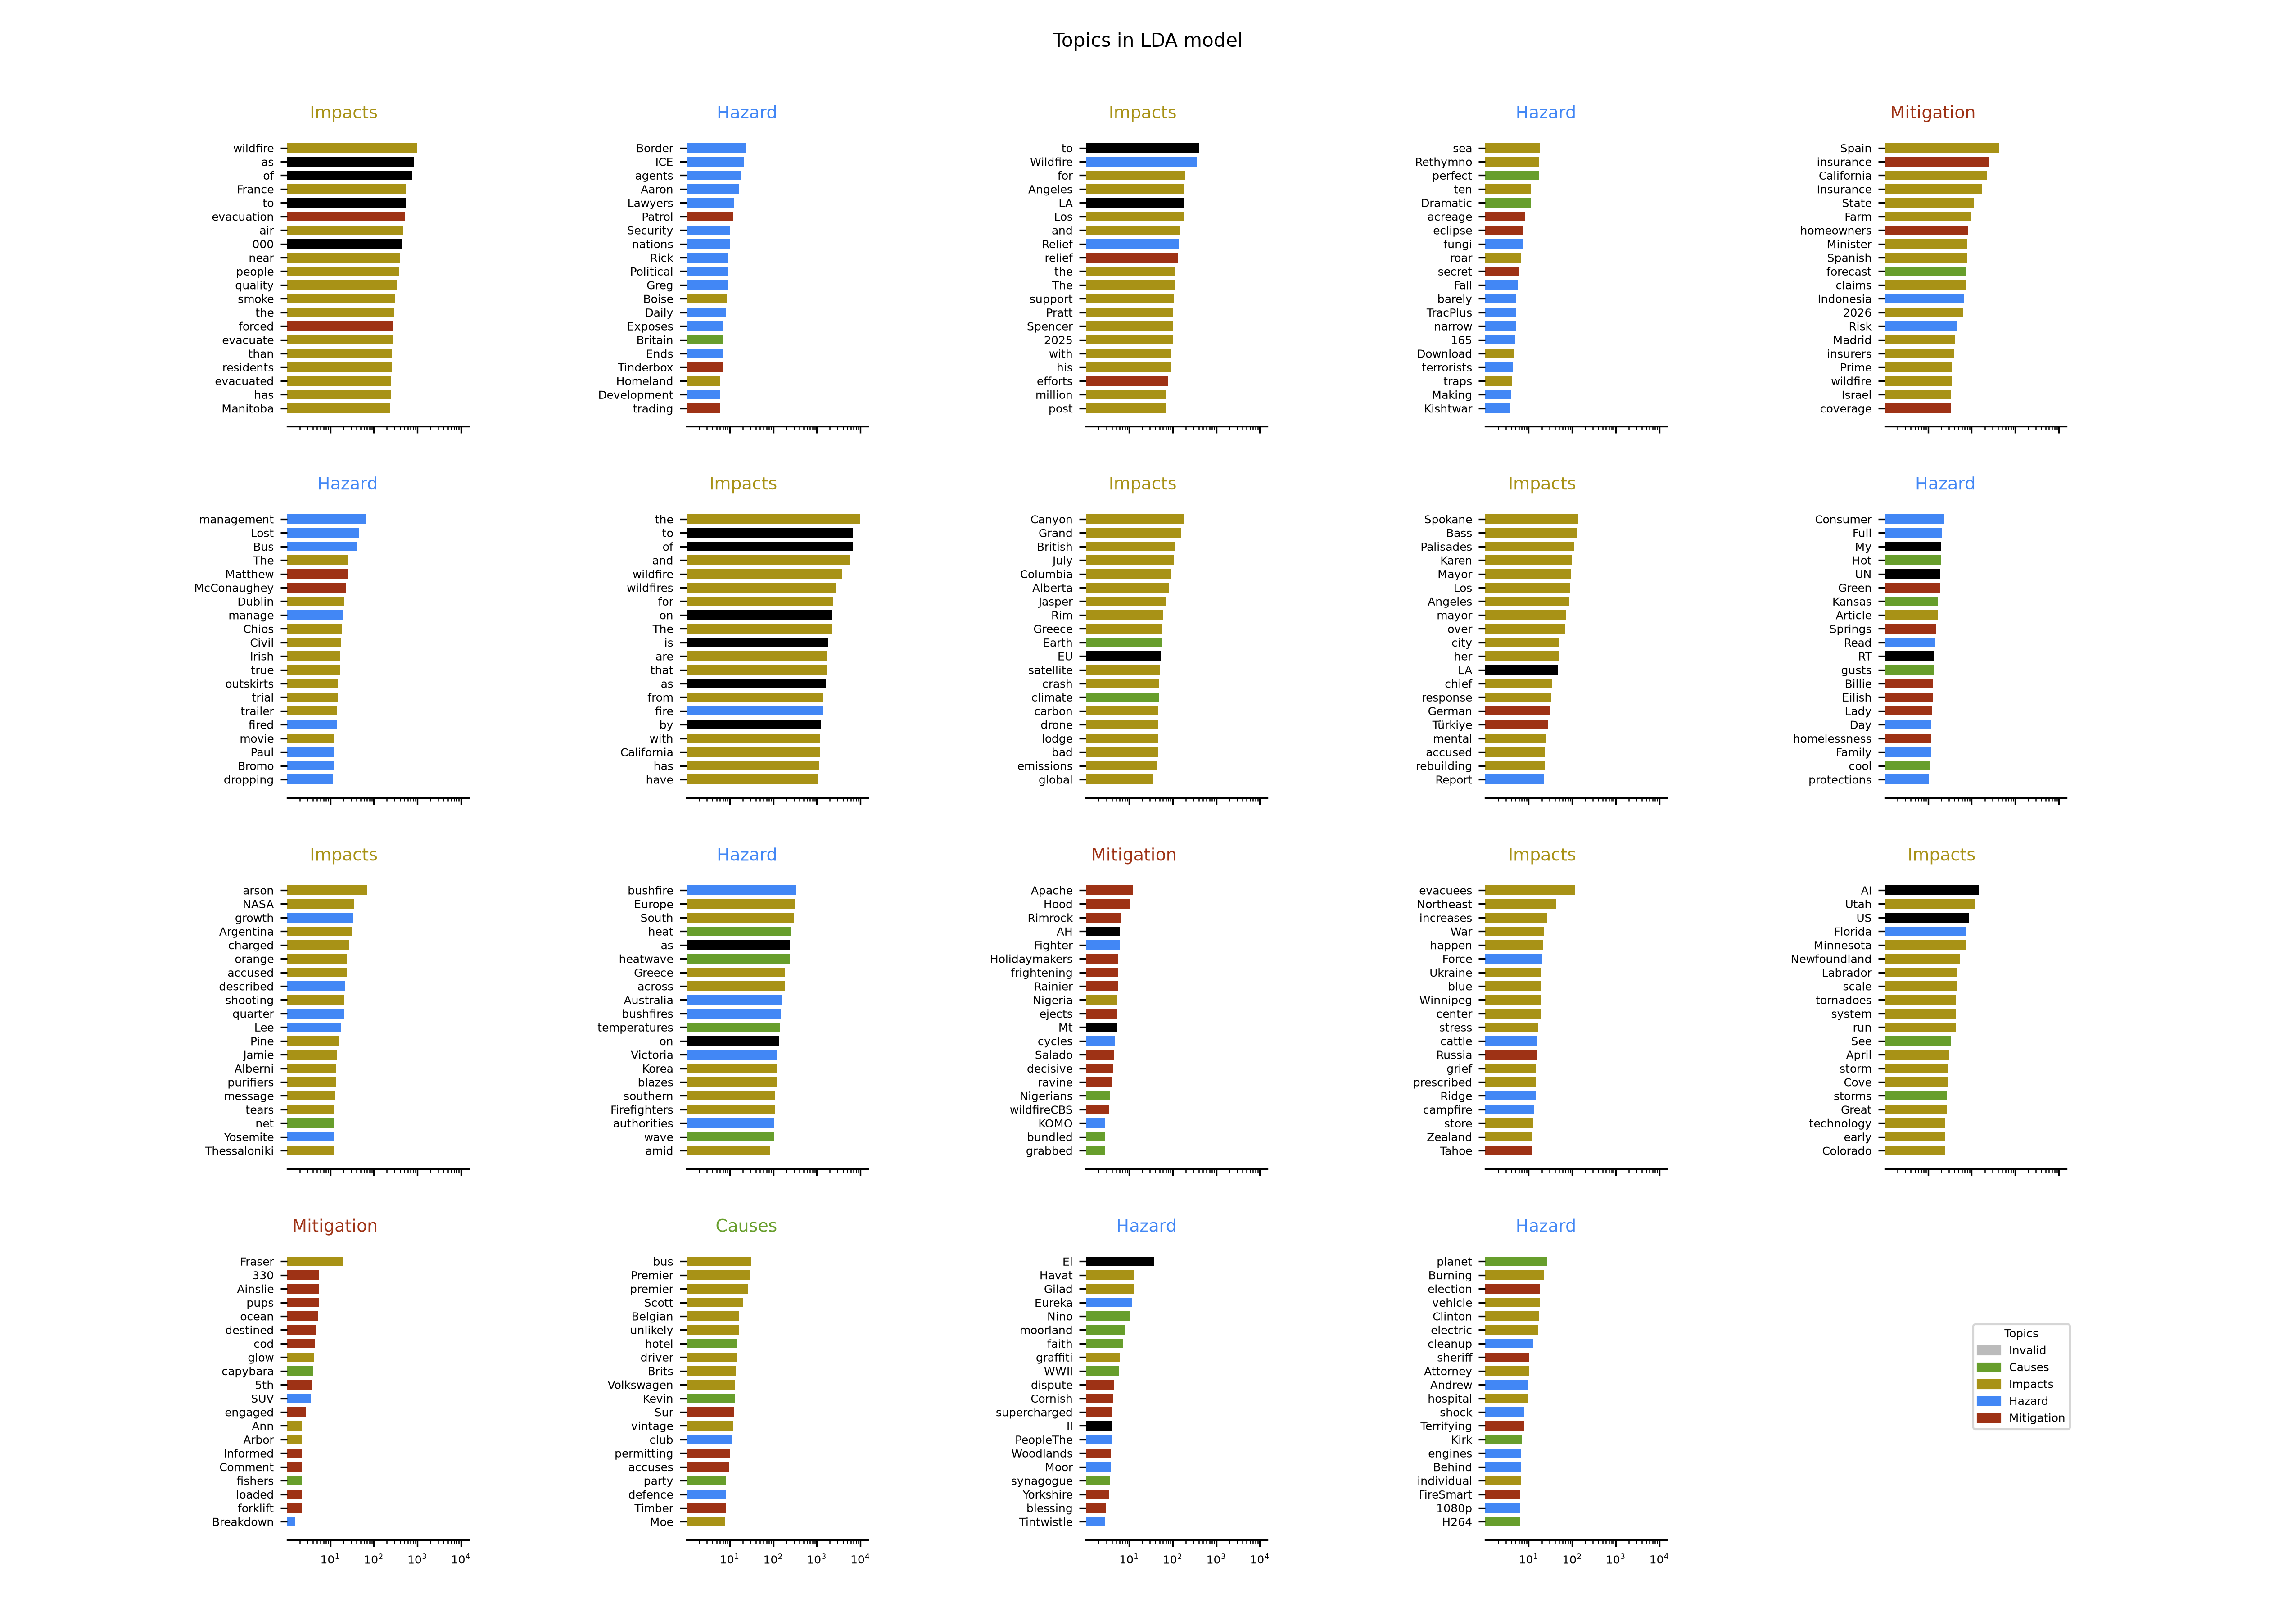 Topics in LDA model
Impacts
wildfire
as
of
France
to
evacuation
air
000
near
people
quality
smoke
the
forced
evacuate
than
residents
evacuated
has
Manitoba
Hazard
Border
ICE
agents
Aaron
Lawyers
Patrol
Security
nations
Rick
Political
Greg
Boise
Daily
Exposes
Britain
Ends
Tinderbox
Homeland
Development
trading
Impacts
to
Wildfire
for
Angeles
LA
Los
and
Relief
relief
the
The
support
Pratt
Spencer
2025
with
his
efforts
million
post
Hazard
sea
Rethymno
perfect
ten
Dramatic
acreage
eclipse
fungi
roar
secret
Fall
barely
TracPlus
narrow
165
Download
terrorists
traps
Making
Kishtwar
Mitigation
Spain
insurance
California
Insurance
State
Farm
homeowners
Minister
Spanish
forecast
claims
Indonesia
2026
Risk
Madrid
insurers
Prime
wildfire
Israel
coverage
Hazard
management
Lost
Bus
The
Matthew
McConaughey
Dublin
manage
Chios
Civil
Irish
true
outskirts
trial
trailer
fired
movie
Paul
Bromo
dropping
Impacts
the
to
of
and
wildfire
wildfires
for
on
The
is
are
that
as
from
fire
by
with
California
has
have
Impacts
Canyon
Grand
British
July
Columbia
Alberta
Jasper
Rim
Greece
Earth
EU
satellite
crash
climate
carbon
drone
lodge
bad
emissions
global
Impacts
Spokane
Bass
Palisades
Karen
Mayor
Los
Angeles
mayor
over
city
her
LA
chief
response
German
Türkiye
mental
accused
rebuilding
Report
Hazard
Consumer
Full
My
Hot
UN
Green
Kansas
Article
Springs
Read
RT
gusts
Billie
Eilish
Lady
Day
homelessness
Family
cool
protections
Impacts
arson
NASA
growth
Argentina
charged
orange
accused
described
shooting
quarter
Lee
Pine
Jamie
Alberni
purifiers
message
tears
net
Yosemite
Thessaloniki
Hazard
bushfire
Europe
South
heat
as
heatwave
Greece
across
Australia
bushfires
temperatures
on
Victoria
Korea
blazes
southern
Firefighters
authorities
wave
amid
Mitigation
Apache
Hood
Rimrock
AH
Fighter
Holidaymakers
frightening
Rainier
Nigeria
ejects
Mt
cycles
Salado
decisive
ravine
Nigerians
wildfireCBS
KOMO
bundled
grabbed
Impacts
evacuees
Northeast
increases
War
happen
Force
Ukraine
blue
Winnipeg
center
stress
cattle
Russia
grief
prescribed
Ridge
campfire
store
Zealand
Tahoe
Impacts
AI
Utah
US
Florida
Minnesota
Newfoundland
Labrador
scale
tornadoes
system
run
See
April
storm
Cove
storms
Great
technology
early
Colorado
Mitigation
Fraser
330
Ainslie
pups
ocean
destined
cod
glow
capybara
5th
SUV
engaged
Ann
Arbor
Informed
Comment
fishers
loaded
forklift
Breakdown
10¹ 10² 10³ 10⁴
Causes
bus
Premier
premier
Scott
Belgian
unlikely
hotel
driver
Brits
Volkswagen
Kevin
Sur
vintage
club
permitting
accuses
party
defence
Timber
Moe
10¹ 10² 10³ 10⁴
Hazard
El
Havat
Gilad
Eureka
Nino
moorland
faith
graffiti
WWII
dispute
Cornish
supercharged
II
PeopleThe
Woodlands
Moor
synagogue
Yorkshire
blessing
Tintwistle
10¹ 10² 10³ 10⁴
Hazard
planet
Burning
election
vehicle
Clinton
electric
cleanup
sheriff
Attorney
Andrew
hospital
shock
Terrifying
Kirk
engines
Behind
individual
FireSmart
1080p
H264
10¹ 10² 10³ 10⁴
Topics
Invalid
Causes
Impacts
Hazard
Mitigation